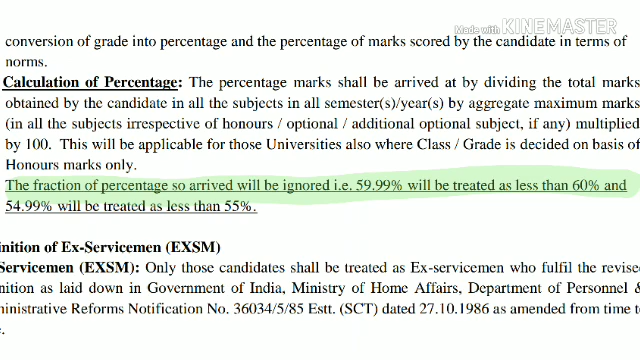 Made with KINEMASTER
conversion of grade into percentage and the percentage of marks scored by the candidate in terms of
norms.
Calculation of Percentage: The percentage marks shall be arrived at by dividing the total marks
obtained by the candidate in all the subjects in all semester(s)/year(s) by aggregate maximum marks
(in all the subjects irrespective of honours / optional / additional optional subject, if any) multiplied
by 100. This will be applicable for those Universities also where Class / Grade is decided on basis of
Honours marks only.
The fraction of percentage so arrived will be ignored i.e. 59.99% will be treated as less than 60% and
54.99% will be treated as less than 55%.
inition of Ex-Servicemen (EXSM)
Servicemen (EXSM): Only those candidates shall be treated as Ex-servicemen who fulfil the revise
nition as laid down in Government of India, Ministry of Home Affairs, Department of Personnel &
ministrative Reforms Notification No. 36034/5/85 Estt. (SCT) dated 27.10.1986 as amended from time t
e.